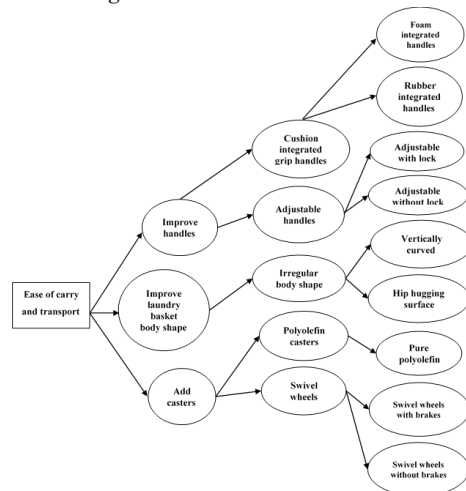 Foam
integrated
handles
Rubber
integrated
handles
Cushion
integrated
grip handles
Adjustable
with lock
Adjustable
without lock
Improve
handles
Adjustable
handles
Vertically
curved
Ease of carry
and transport
Improve
laundry
basket
body shape
Irregular
body shape
Hip hugging
surface
Polyolefin
casters
Pure
polyolefin
Add
casters
Swivel
wheels
Swivel wheels
with brakes
Swivel wheels
without brakes